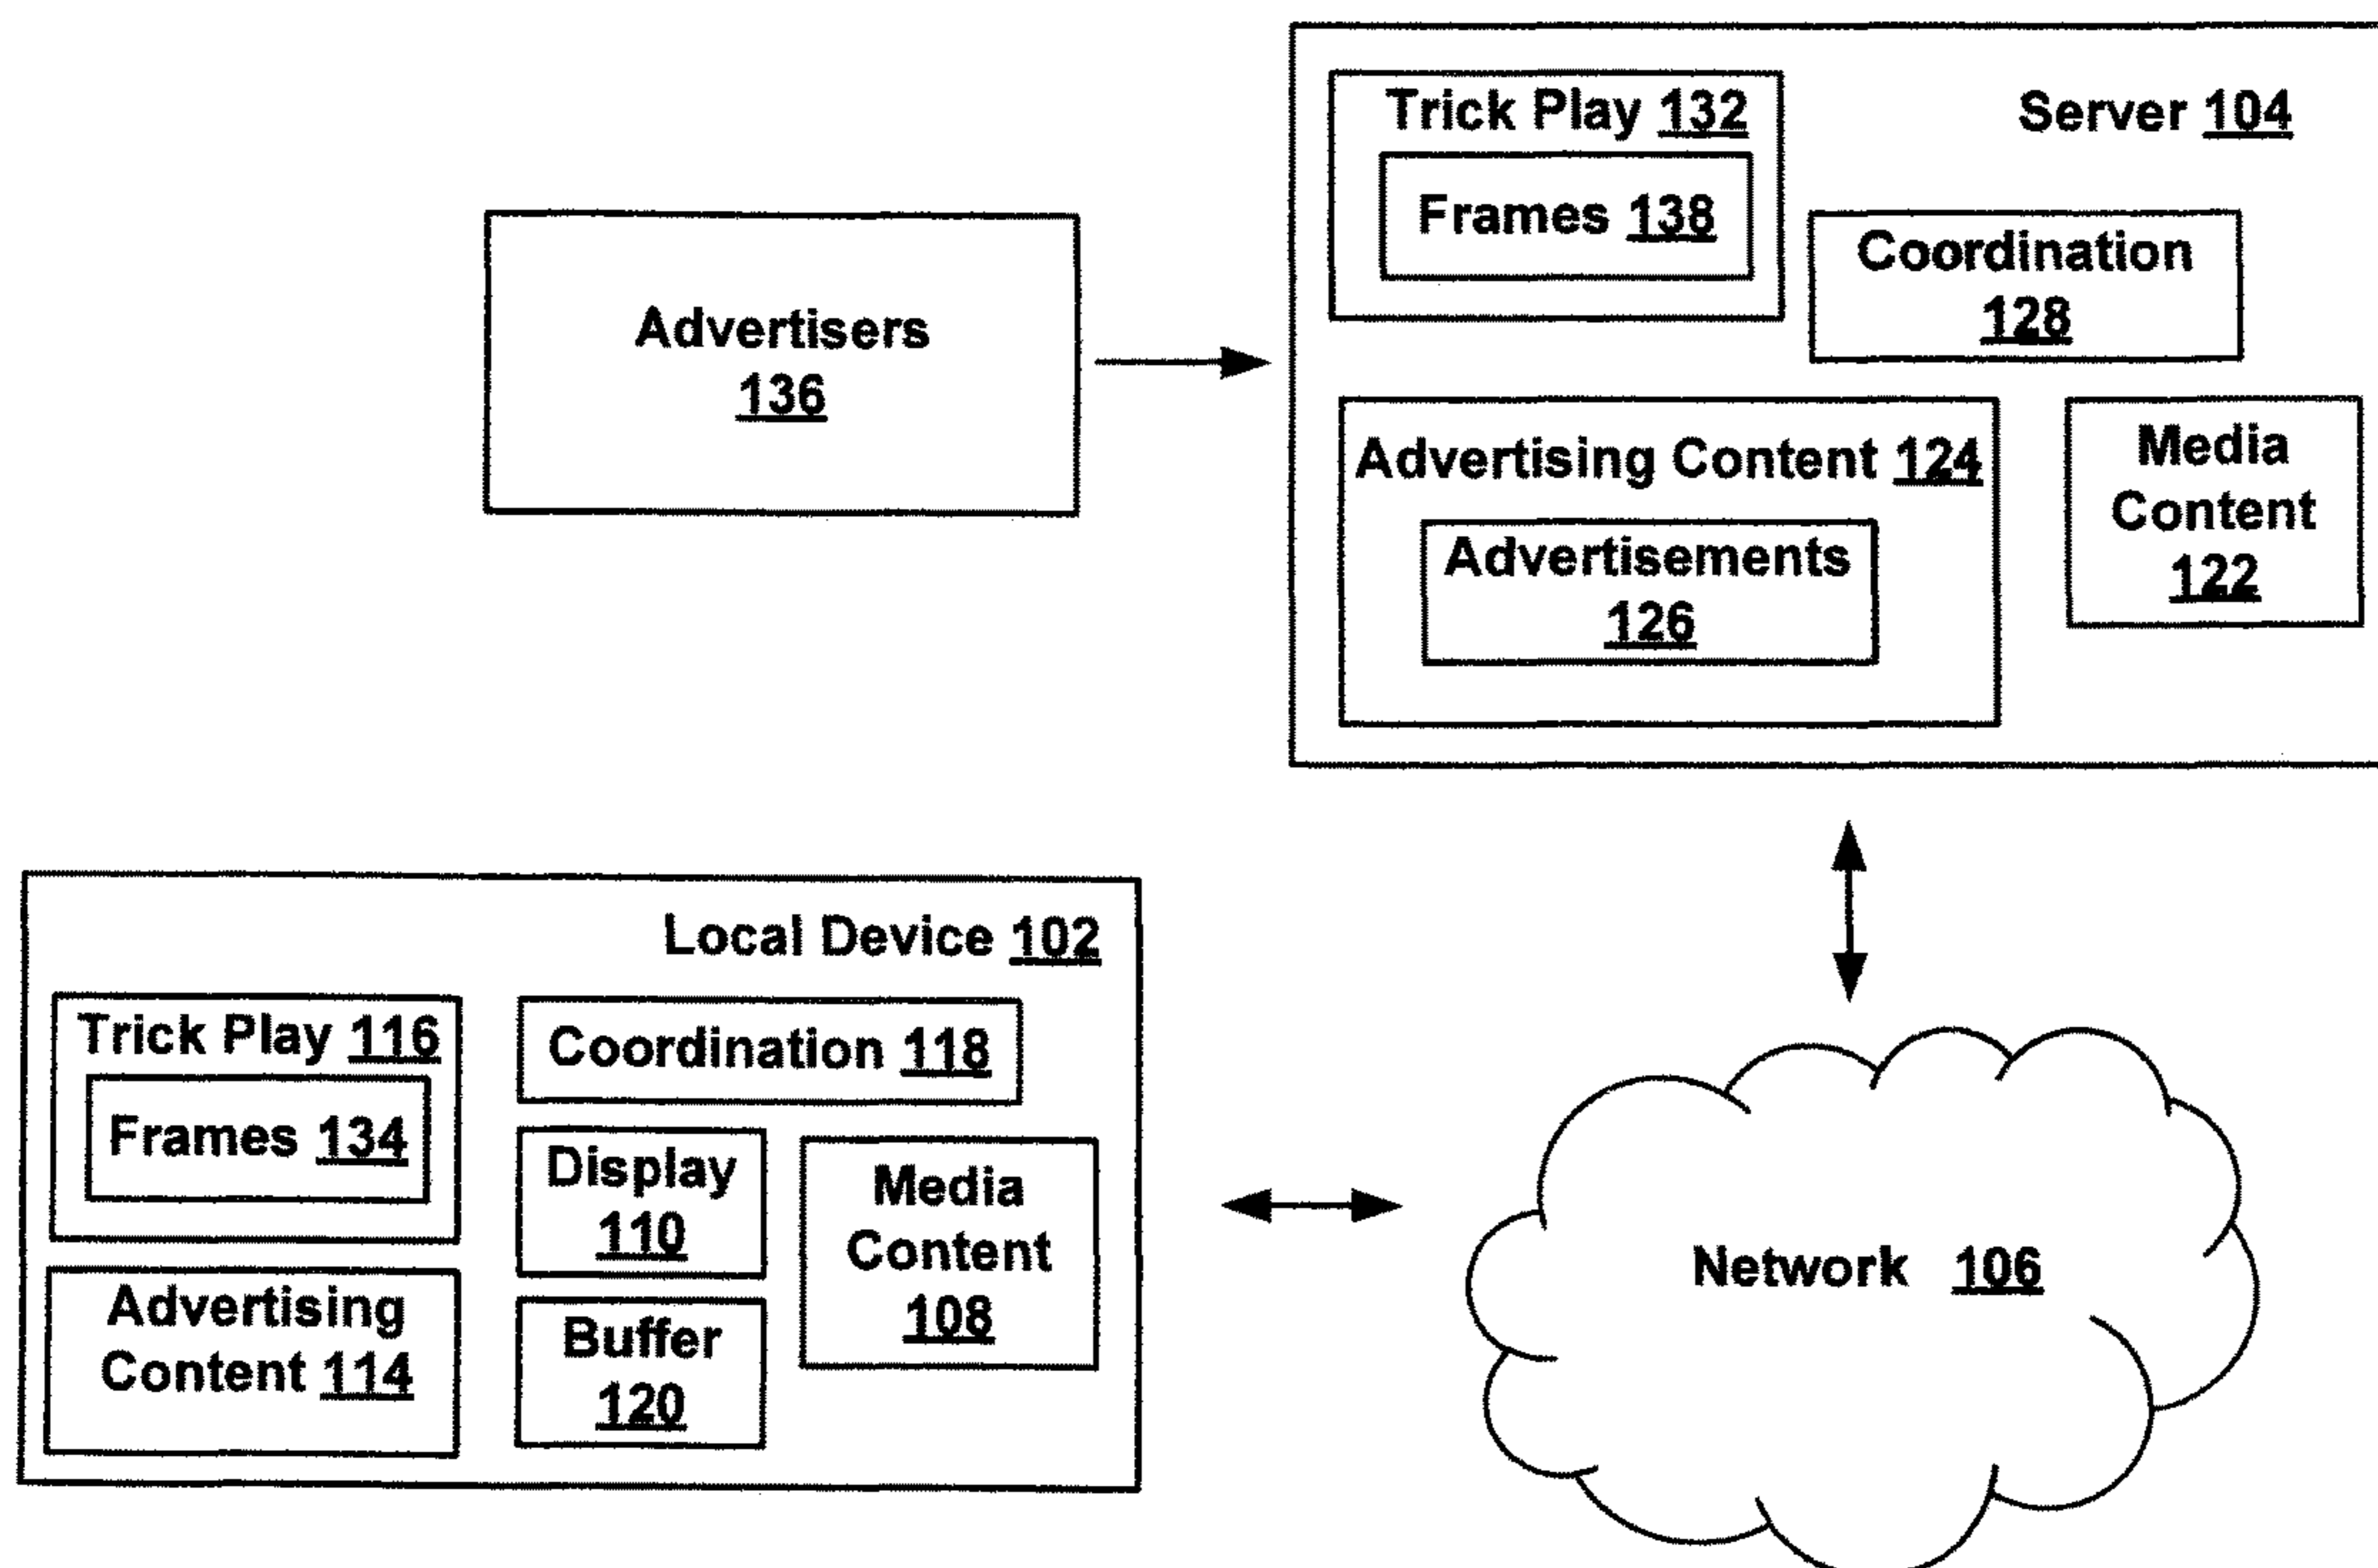 Server 104
Trick Play 132
Frames 138
Coordination
128
Advertisers
136
Advertising Content 124
Advertisements
126
Media
Content
122
Local Device 102
Trick Play 116
Frames 134
Coordination 118
Display
110
Media
Content
108
Advertising
Content 114
Buffer
120
Network 106